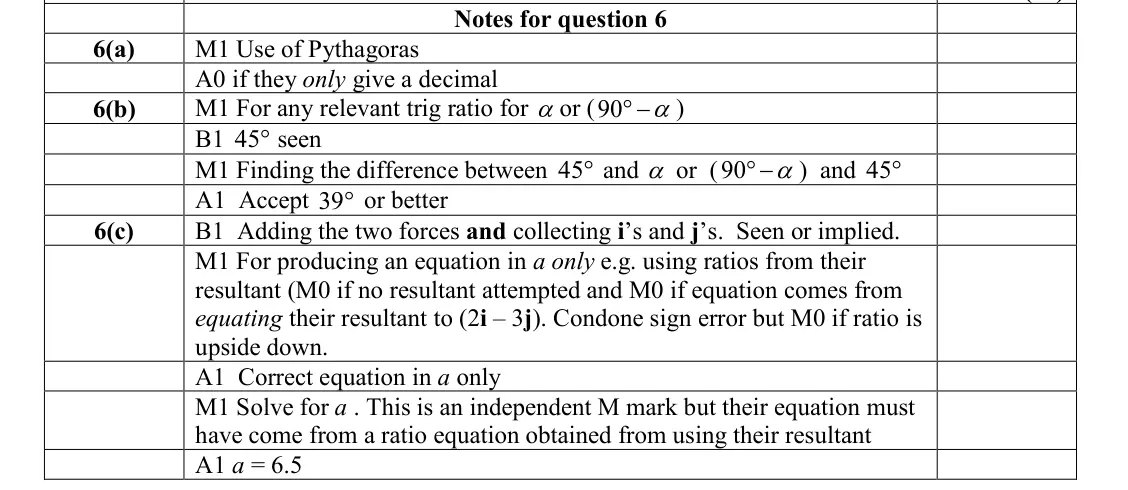 Notes for question 6
6(a) M1 Use of Pythagoras
A0 if they only give a decimal
6(b) M1 For any relevant trig ratio for α or (90° – α)
B1 45° seen
M1 Finding the difference between 45° and α or (90° – α) and 45°
A1 Accept 39° or better
6(c) B1 Adding the two forces and collecting i’s and j’s. Seen or implied.
M1 For producing an equation in a only e.g. using ratios from their
resultant (M0 if no resultant attempted and M0 if equation comes from
equating their resultant to (2i – 3j). Condone sign error but M0 if ratio is
upside down.
A1 Correct equation in a only
M1 Solve for a . This is an independent M mark but their equation must
have come from a ratio equation obtained from using their resultant
A1 a = 6.5